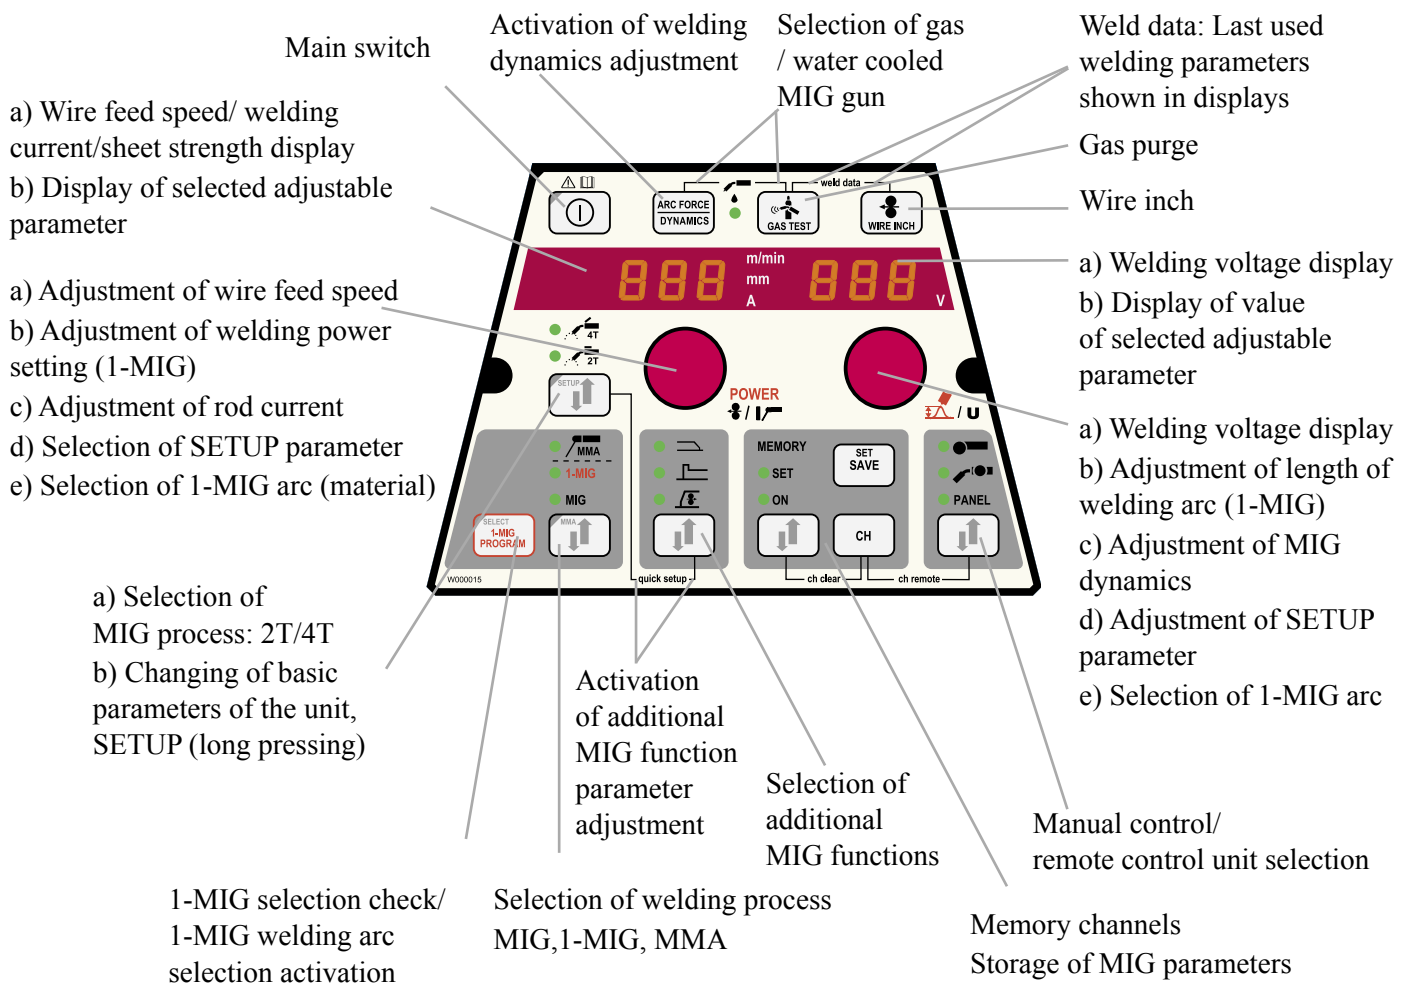 Main switch
Activation of welding
dynamics adjustment
Selection of gas
/ water cooled
MIG gun
Weld data: Last used
welding parameters
shown in displays
Gas purge
Wire inch
a) Wire feed speed/ welding
current/sheet strength display
b) Display of selected adjustable
parameter
a) Adjustment of wire feed speed
b) Adjustment of welding power
setting (1-MIG)
c) Adjustment of rod current
d) Selection of SETUP parameter
e) Selection of 1-MIG arc (material)
ARC FORCE
DYNAMICS
GAS TEST
weld data
WIRE INCH
888
m/min
mm
A
888
V
4T
2T
SETUP
POWER
/
/ U
MMA
1-MIG
MIG
SELECT
1-MIG
PROGRAM
MMA
MEMORY
SET
ON
SET
SAVE
CH
PANEL
W000015
quick setup
ch clear
ch remote
a) Welding voltage display
b) Display of value
of selected adjustable
parameter
a) Welding voltage display
b) Adjustment of length of
welding arc (1-MIG)
c) Adjustment of MIG
dynamics
d) Adjustment of SETUP
parameter
e) Selection of 1-MIG arc
a) Selection of
MIG process: 2T/4T
b) Changing of basic
parameters of the unit,
SETUP (long pressing)
Activation
of additional
MIG function
parameter
adjustment
Selection of
additional
MIG functions
Manual control/
remote control unit selection
1-MIG selection check/
1-MIG welding arc
selection activation
Selection of welding process
MIG,1-MIG, MMA
Memory channels
Storage of MIG parameters